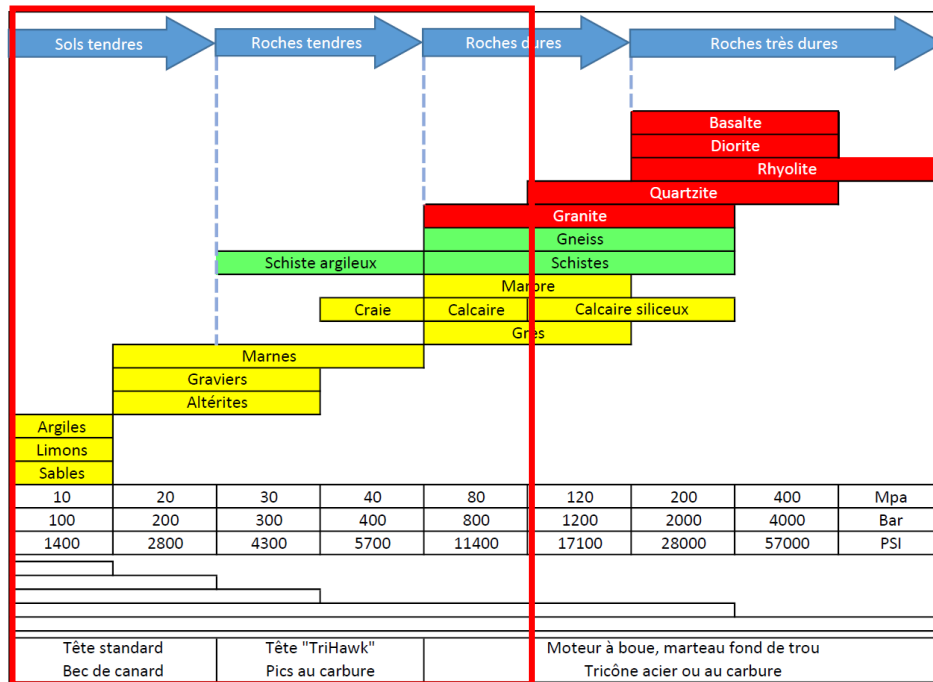 Sols tendres Roches tendres Roches dures Roches très dures
Basalte
Diorite
Rhyolite
Quartzite
Granite
Gneiss
Schiste argileux Schistes
Marbre
Craie Calcaire Calcaire siliceux
Gres
Marnes
Graviers
Altérites
Argiles
Limons
Sables
10 20 30 40 80 120 200 400 Mpa
100 200 300 400 800 1200 2000 4000 Bar
1400 2800 4300 5700 11400 17100 28000 57000 PSI
Tête standard Tête "TriHawk" Moteur à boue, marteau fond de trou
Bec de canard Pics au carbure Tricône acier ou au carbure